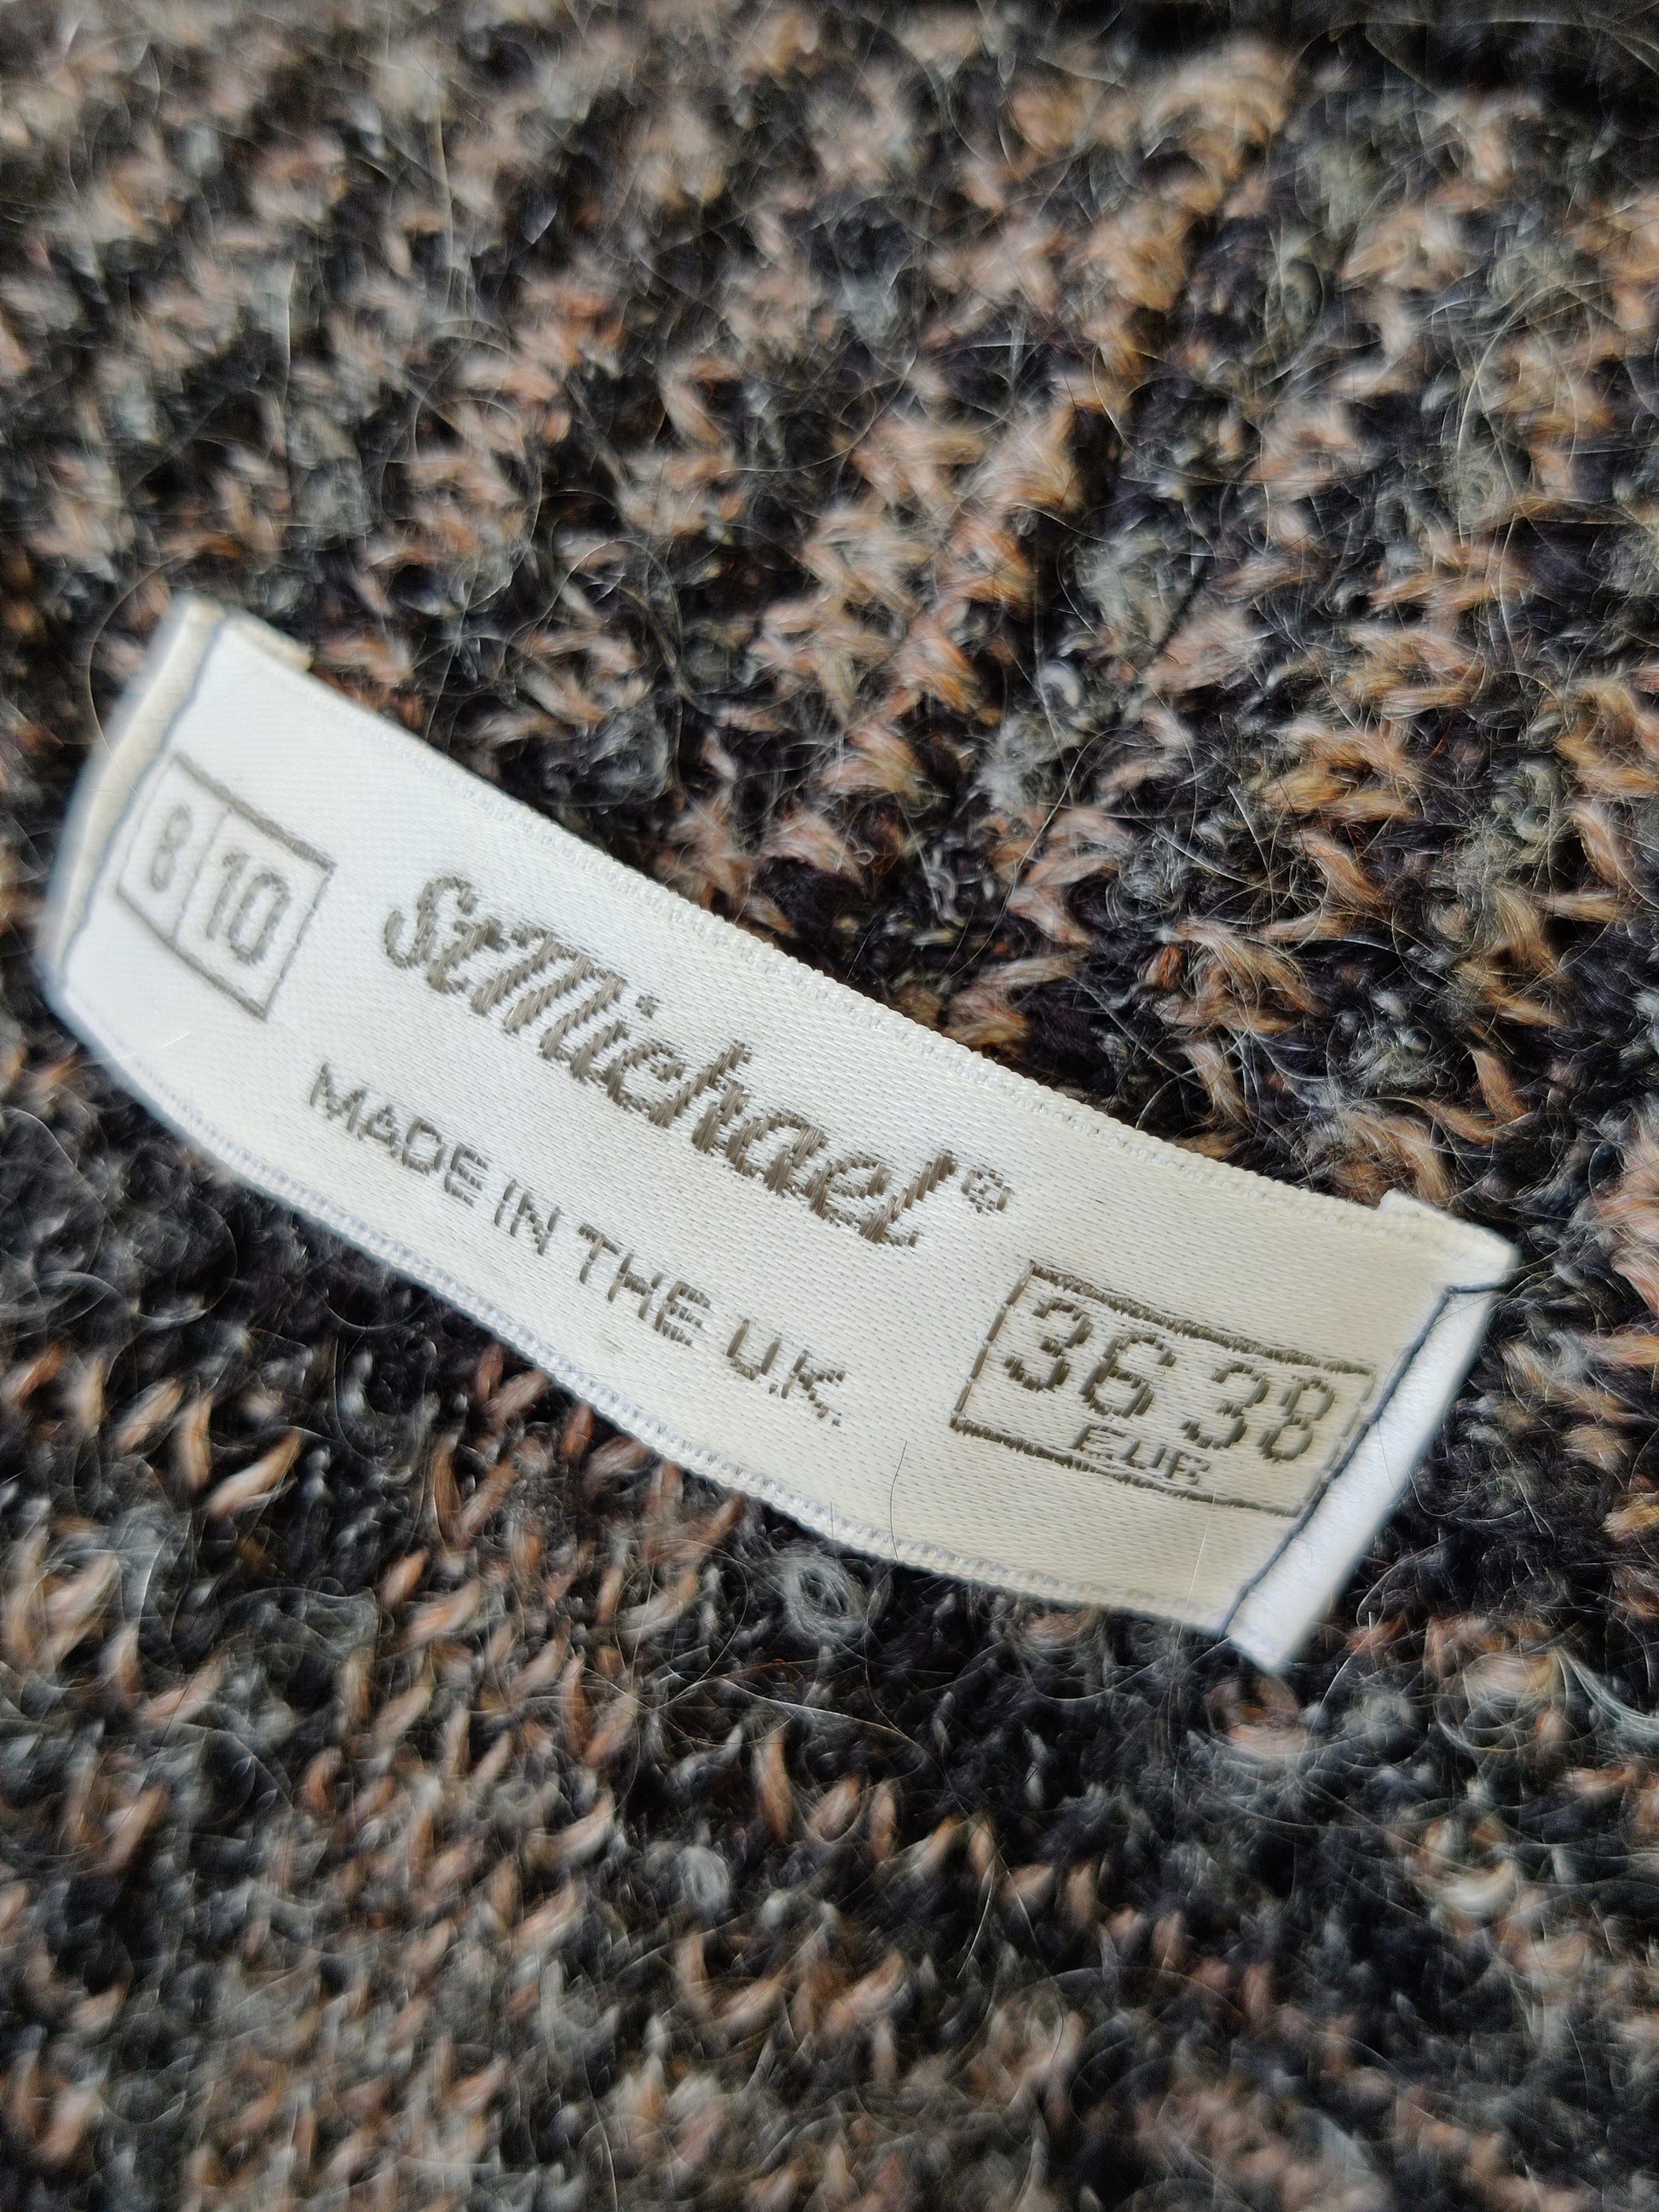 8 10
St Michael®
MADE IN THE U.K.
36 38
EUR